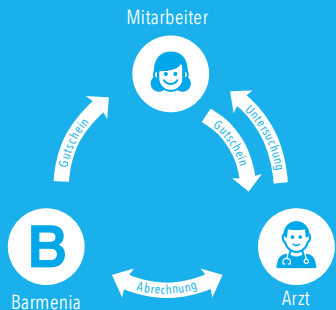 Mitarbeiter
Gutschein
Gutschein
Untersuchung
B
Barmenia
Abrechnung
Arzt